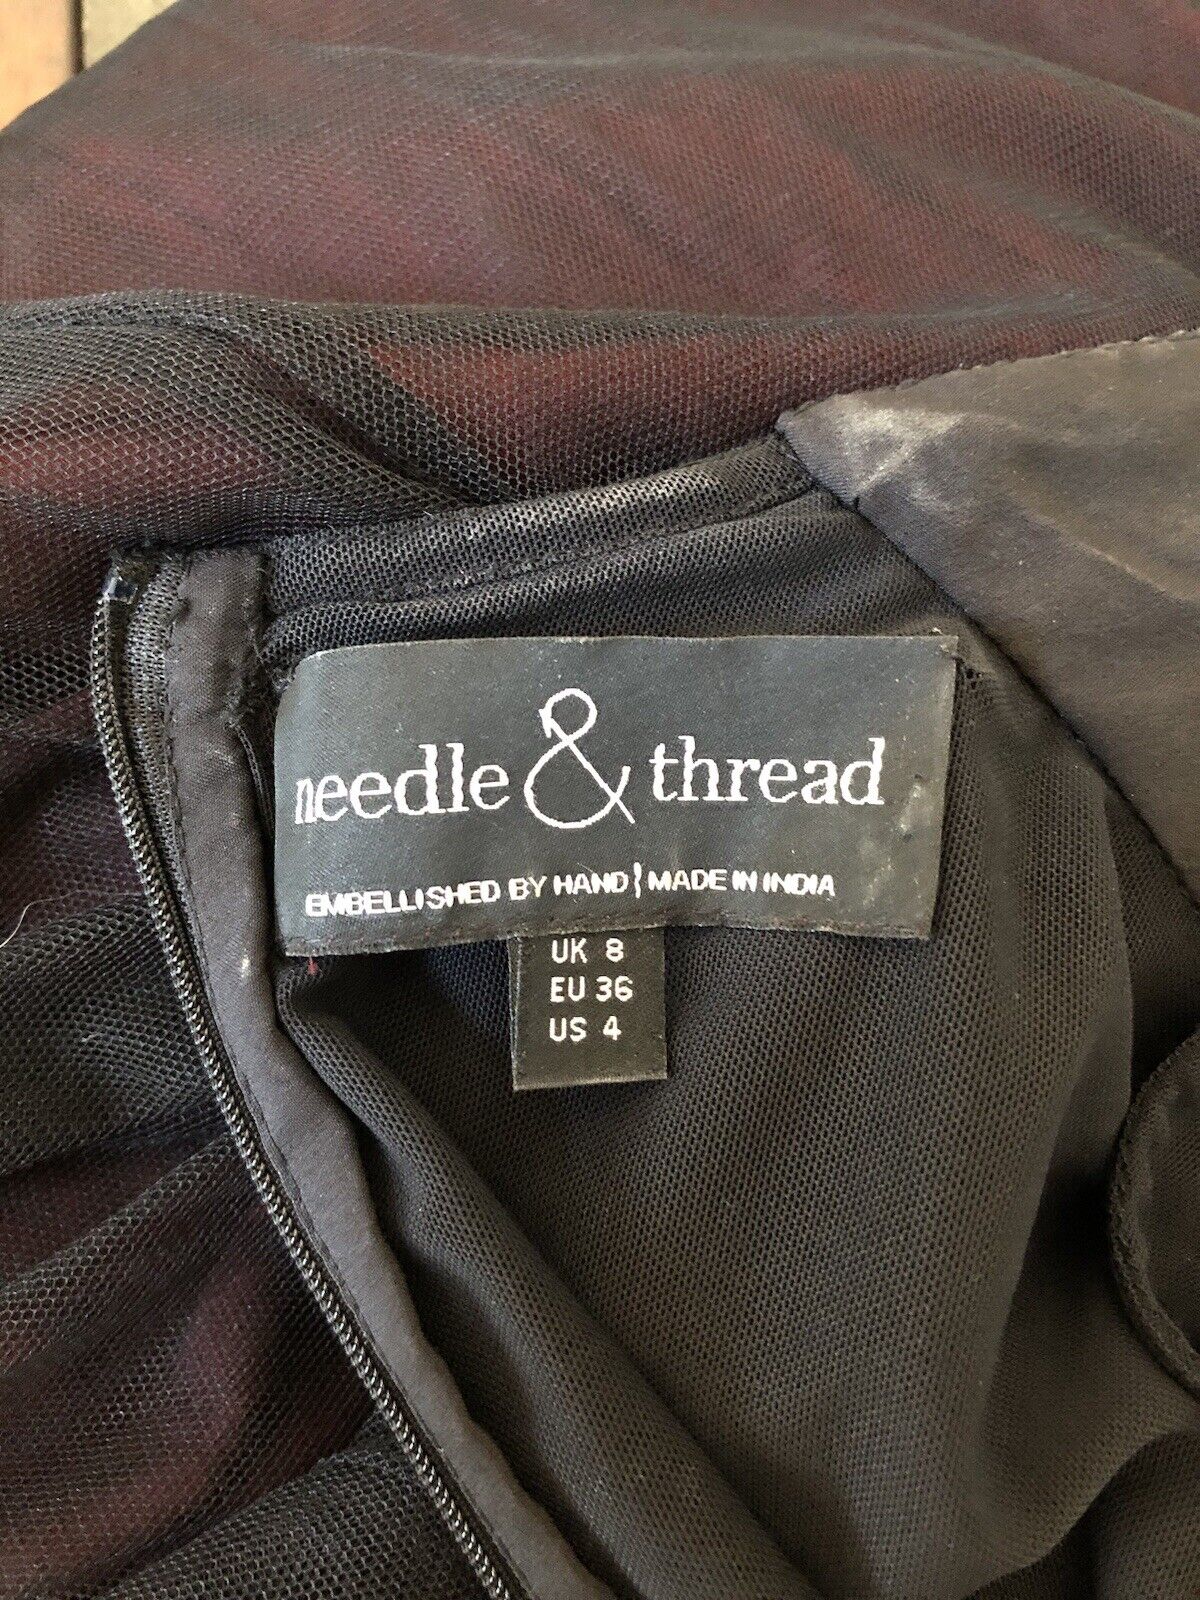 needle & thread
EMBELLISHED BY HAND | MADE IN INDIA
UK 8
EU 36
US 4